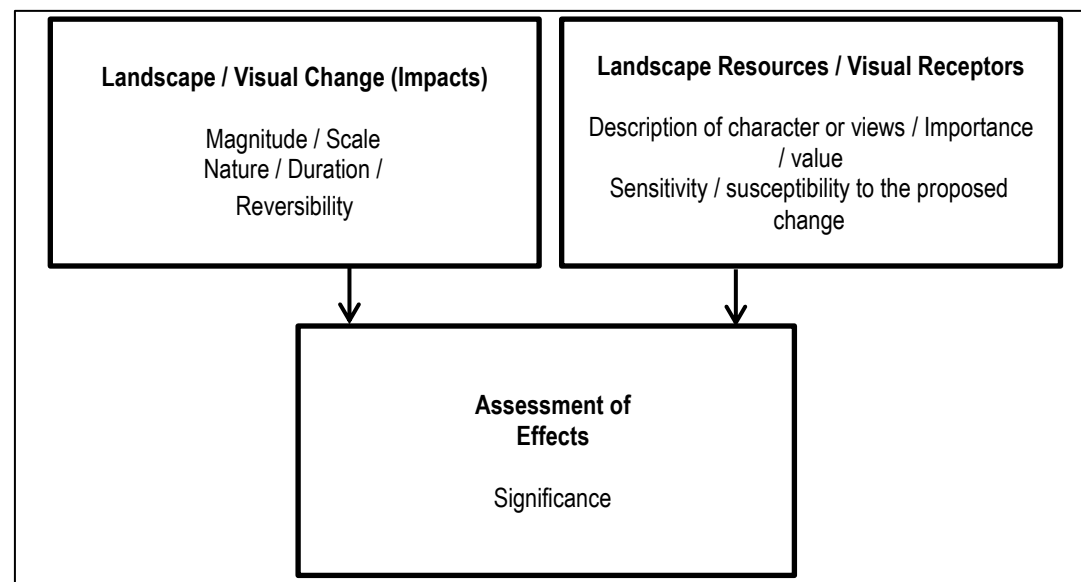 Landscape / Visual Change (Impacts)
Magnitude / Scale
Nature / Duration /
Reversibility
Landscape Resources / Visual Receptors
Description of character or views / Importance
/ value
Sensitivity / susceptibility to the proposed
change
Assessment of
Effects
Significance